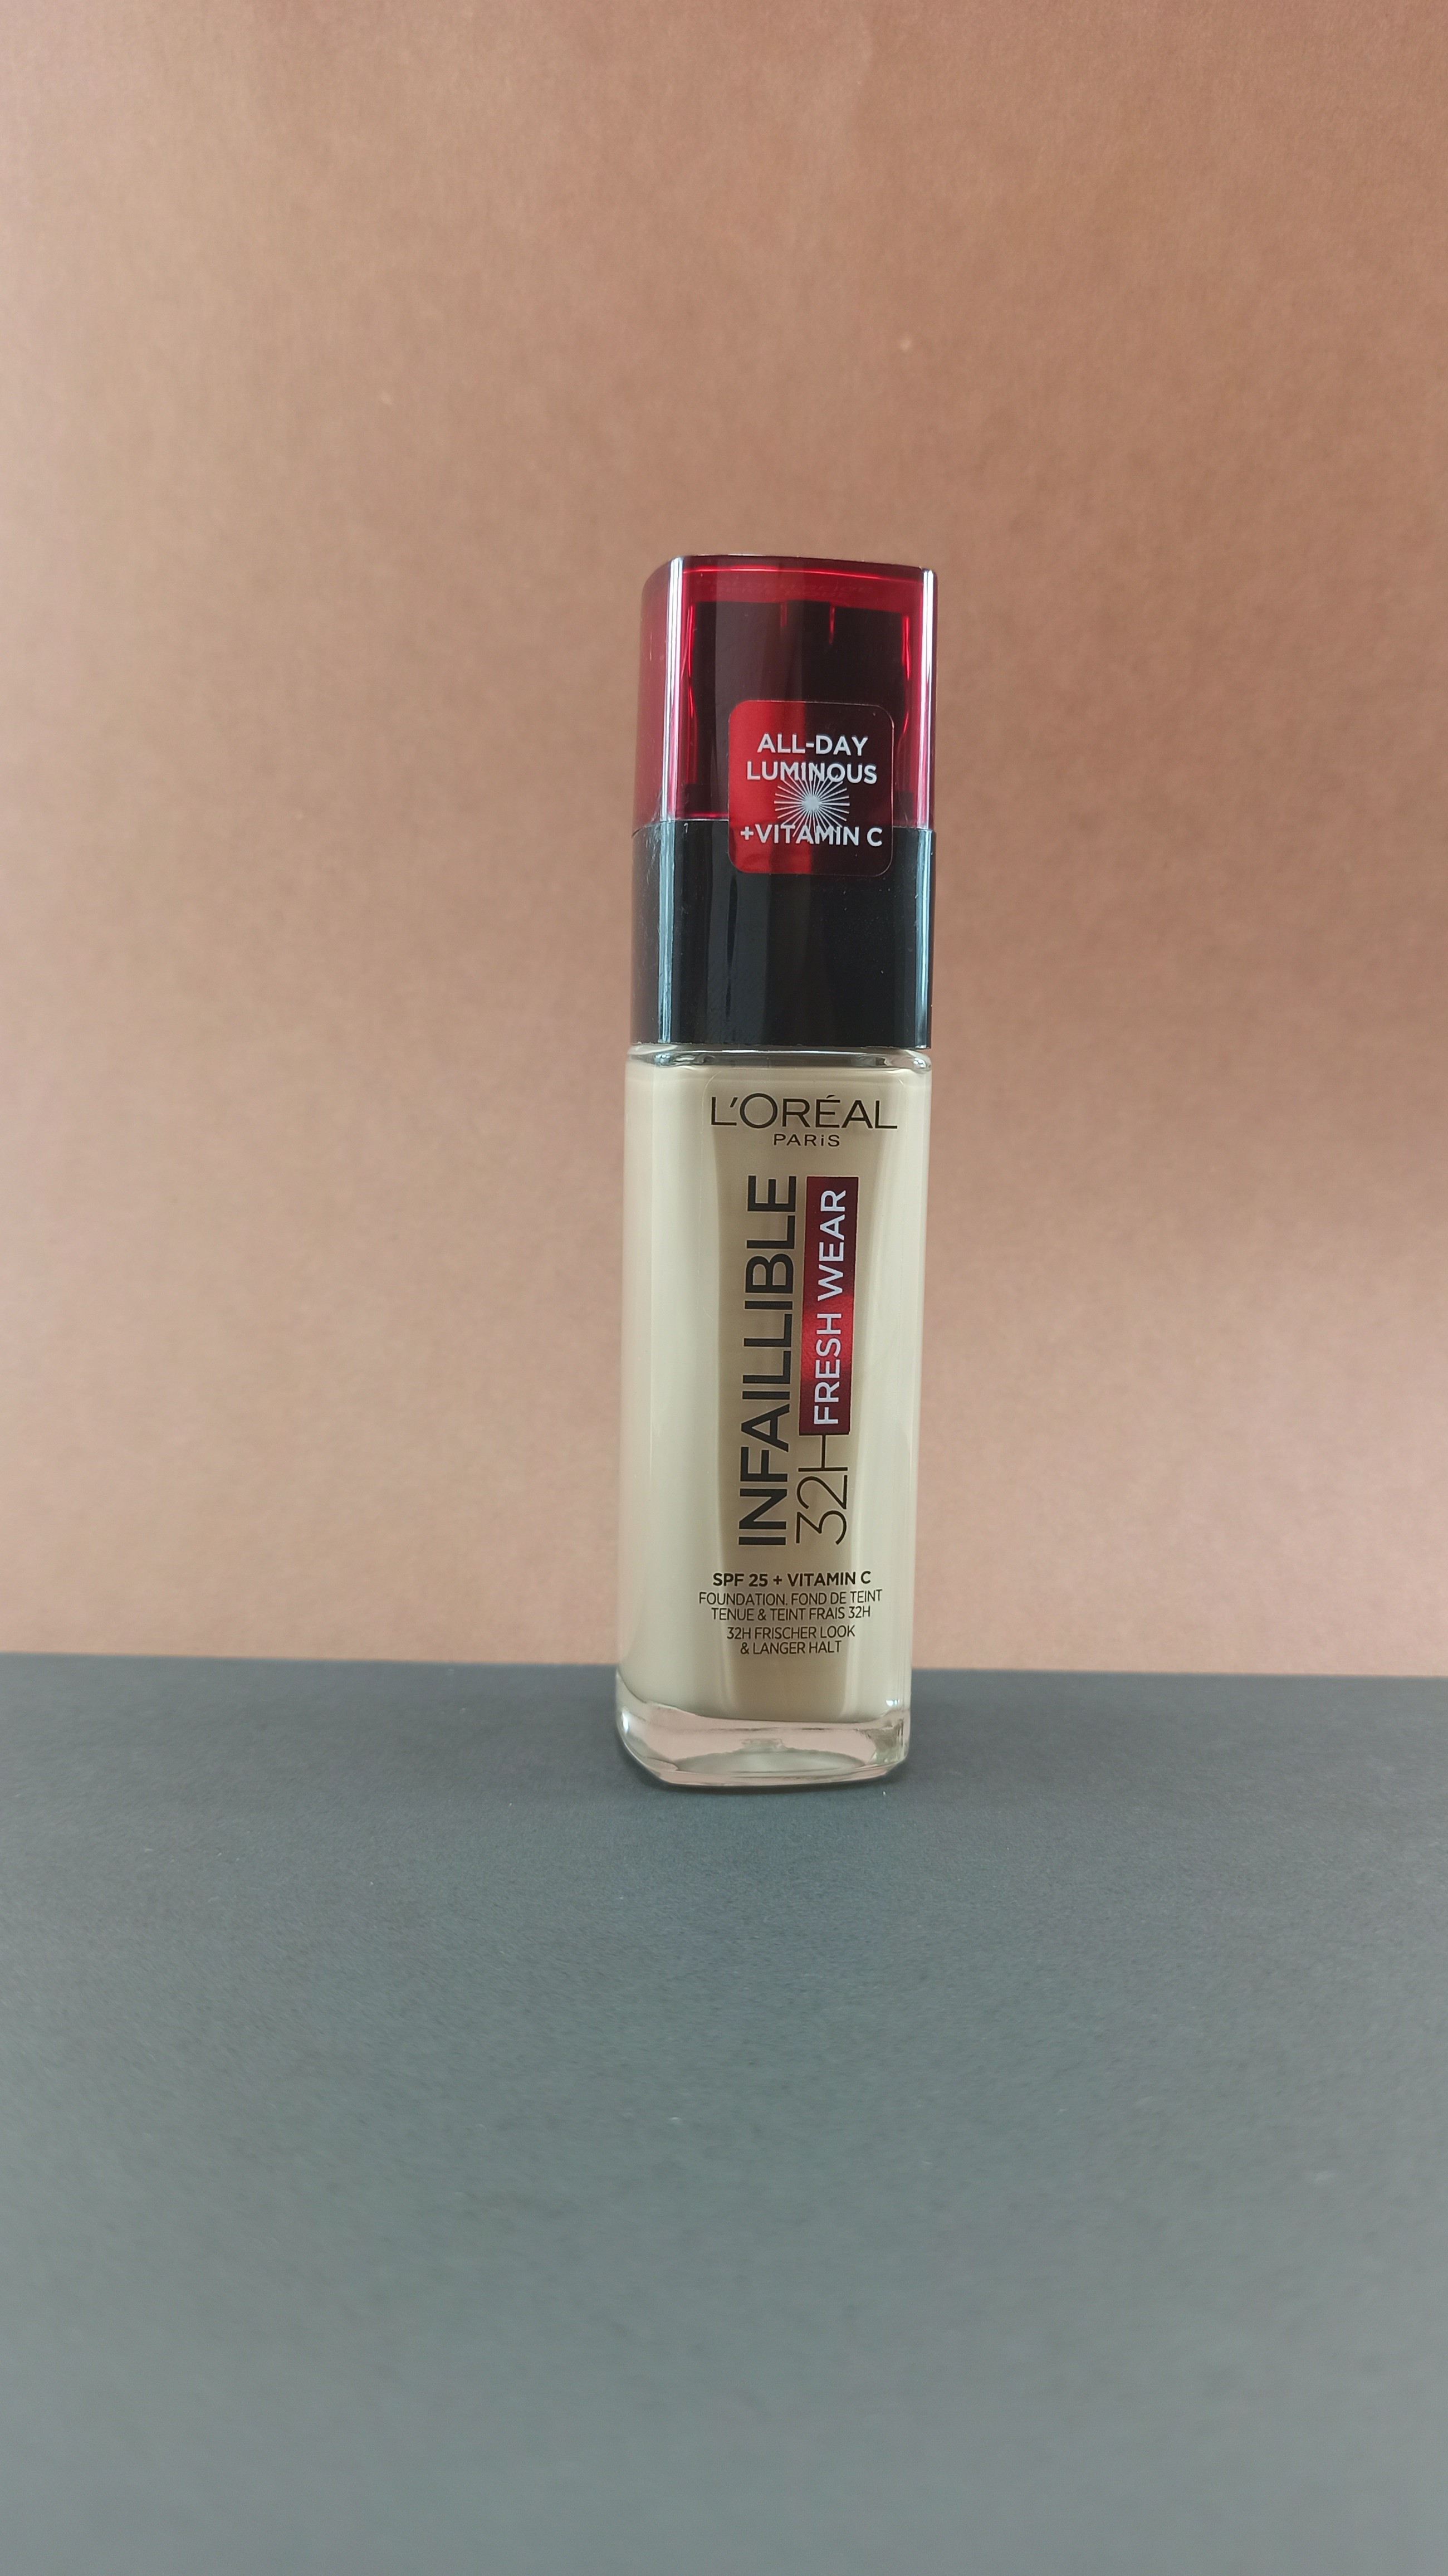 ALL-DAY
LUMINOUS
+VITAMIN C
L'ORÉAL
PARiS
INFAILLIBLE
32H FRESH WEAR
SPF 25 + VITAMIN C
FOUNDATION. FOND DE TEINT
TENUE & TEINT FRAIS 32H
32H FRISCHER LOOK
& LANGER HALT